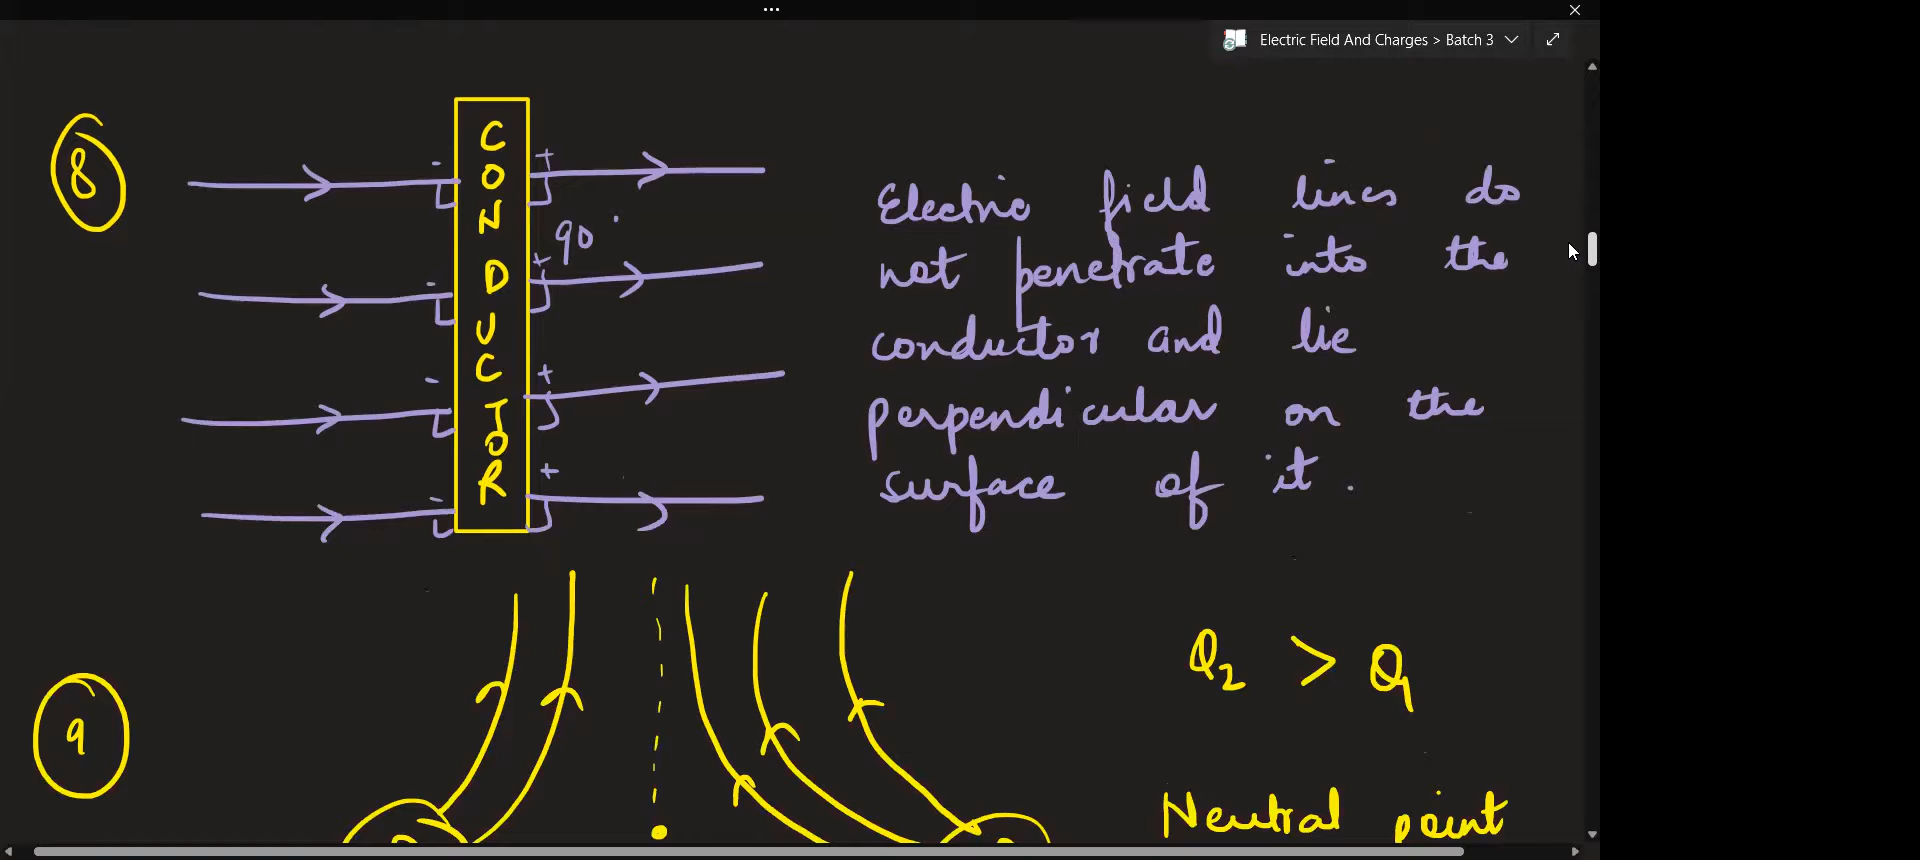 Electric Field And Charges > Batch 3
8
CONDUCTOR
- + 
90°
- +
- +
- +
Electric field lines do
not penetrate into the
conductor and lie
perpendicular on the
surface of it.
9
Q2 > Q1
Neutral point